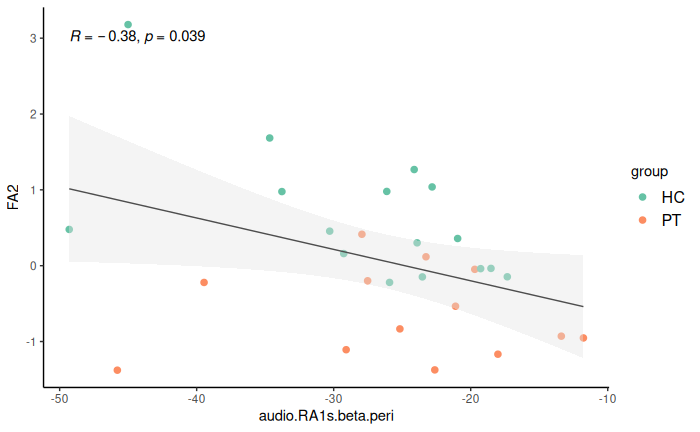 R = −0.38, p = 0.039
3
2
1
0
-1
FA2
-50
-40
-30
-20
-10
audio.RA1s.beta.peri
group
HC
PT